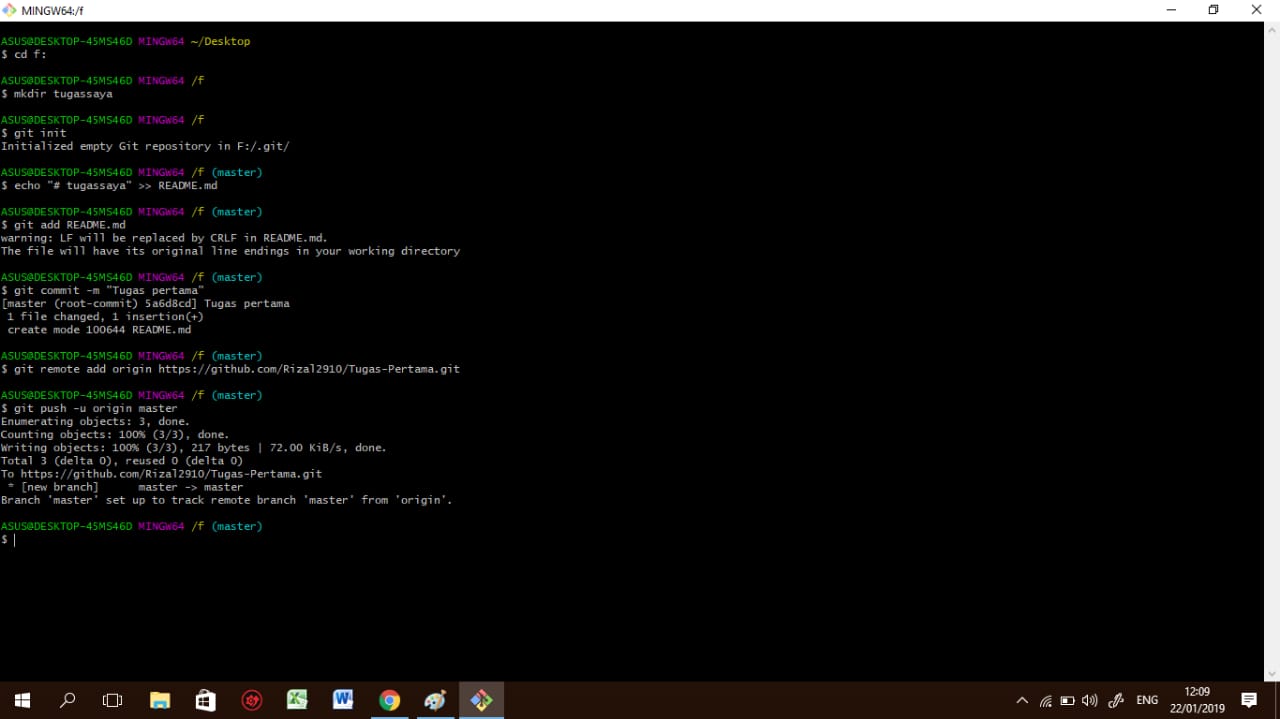 MINGW64:/f
ASUS@DESKTOP-45MS46D MINGW64 ~/Desktop
$ cd f:
ASUS@DESKTOP-45MS46D MINGW64 /f
$ mkdir tugassaya
ASUS@DESKTOP-45MS46D MINGW64 /f
$ git init
Initialized empty Git repository in F:/.git/
ASUS@DESKTOP-45MS46D MINGW64 /f (master)
$ echo "# tugassaya" >> README.md
ASUS@DESKTOP-45MS46D MINGW64 /f (master)
$ git add README.md
warning: LF will be replaced by CRLF in README.md.
The file will have its original line endings in your working directory
ASUS@DESKTOP-45MS46D MINGW64 /f (master)
$ git commit -m "Tugas pertama"
[master (root-commit) 5a6d8cd] Tugas pertama
 1 file changed, 1 insertion(+)
 create mode 100644 README.md
ASUS@DESKTOP-45MS46D MINGW64 /f (master)
$ git remote add origin https://github.com/Rizal2910/Tugas-Pertama.git
ASUS@DESKTOP-45MS46D MINGW64 /f (master)
$ git push -u origin master
Enumerating objects: 3, done.
Counting objects: 100% (3/3), done.
Writing objects: 100% (3/3), 217 bytes | 72.00 KiB/s, done.
Total 3 (delta 0), reused 0 (delta 0)
To https://github.com/Rizal2910/Tugas-Pertama.git
 * [new branch]      master -> master
Branch 'master' set up to track remote branch 'master' from 'origin'.
ASUS@DESKTOP-45MS46D MINGW64 /f (master)
$
ENG
12:09
22/01/2019